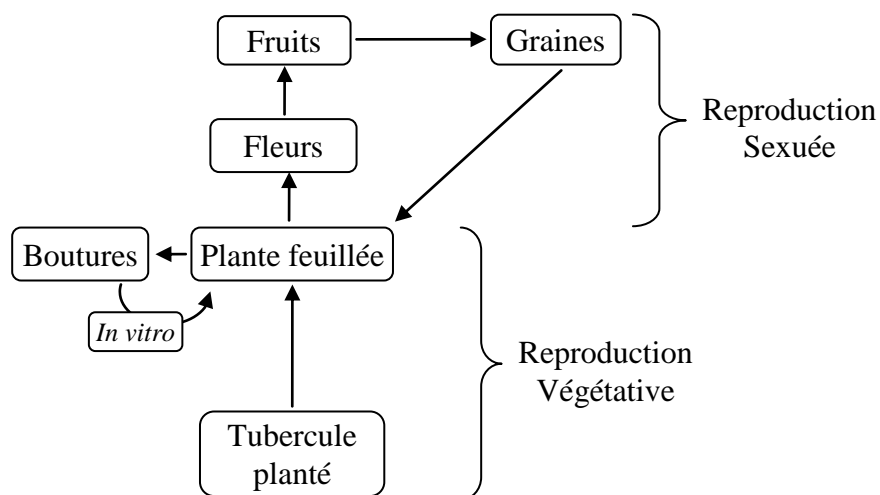 Fruits
Graines
Reproduction
Sexuée
Fleurs
Boutures
Plante feuillée
In vitro
Reproduction
Végétative
Tubercule
planté